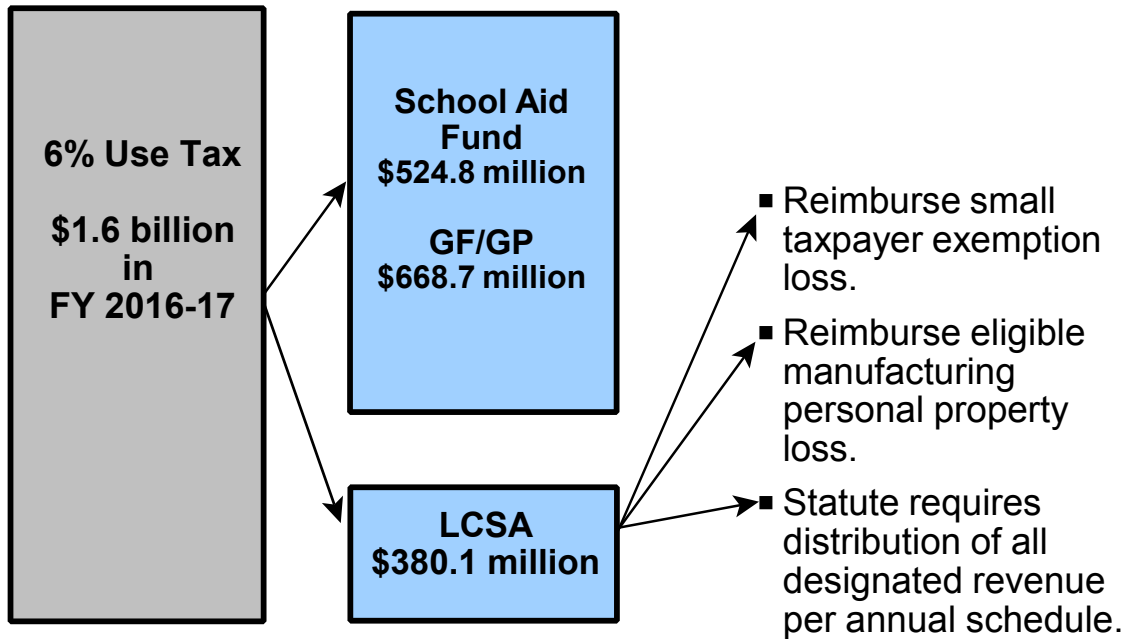 6% Use Tax
$1.6 billion
in
FY 2016-17
School Aid
Fund
$524.8 million
GF/GP
$668.7 million
LCSA
$380.1 million
▪ Reimburse small
taxpayer exemption
loss.
▪ Reimburse eligible
manufacturing
personal property
loss.
▪ Statute requires
distribution of all
designated revenue
per annual schedule.